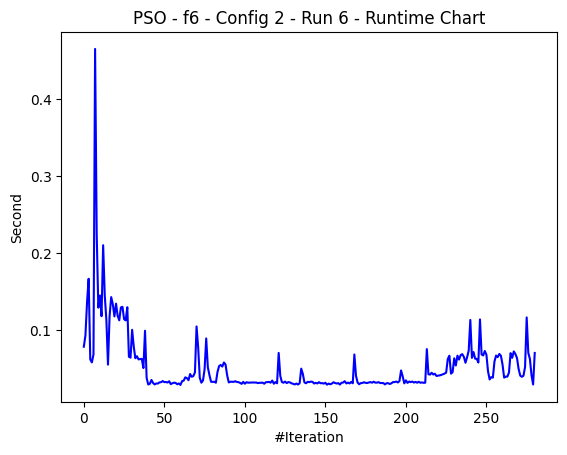 PSO - f6 - Config 2 - Run 6 - Runtime Chart
0.4
0.3
0.2
0.1
Second
0 50 100 150 200 250
#Iteration